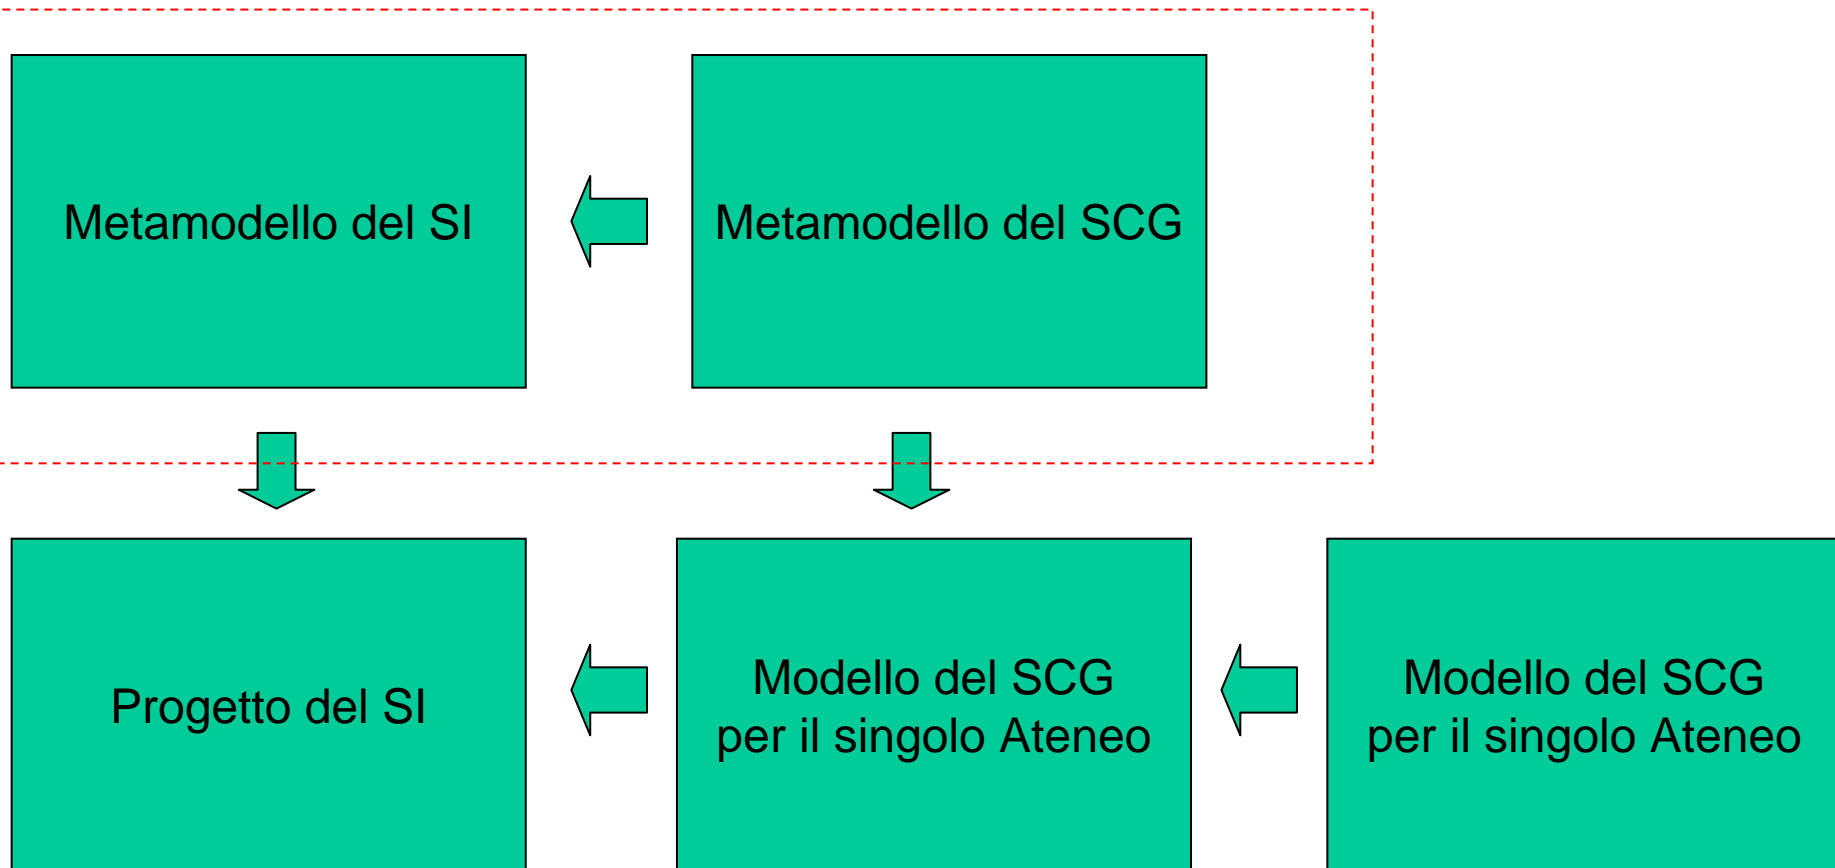 Metamodello del SI
Metamodello del SCG
Progetto del SI
Modello del SCG
per il singolo Ateneo
Modello del SCG
per il singolo Ateneo